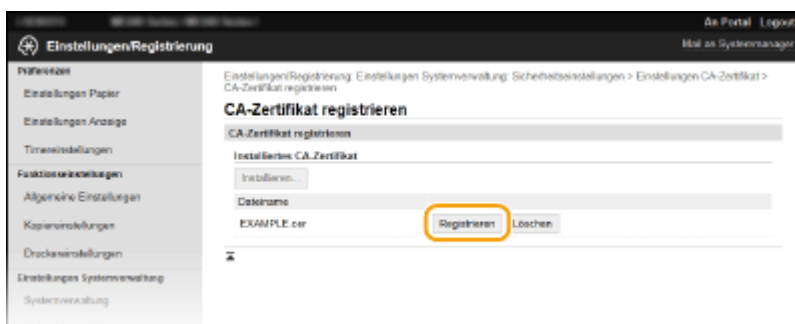 An Portal Logout
Einstellungen/Registrierung
Mail an Systemmanager
Präferenzen
Einstellungen Papier
Einstellungen Anzeige
Timereinstellungen
Funktionseinstellungen
Allgemeine Einstellungen
Kopiereinstellungen
Druckereinstellungen
Einstellungen Systemverwaltung
Systemverwaltung
Einstellungen/Registrierung: Einstellungen Systemverwaltung: Sicherheitseinstellungen > Einstellungen CA-Zertifikat >
CA-Zertifikat registrieren
CA-Zertifikat registrieren
CA-Zertifikat registrieren
Installiertes CA-Zertifikat
Installieren...
Dateiname
EXAMPLE.cer Registrieren Löschen